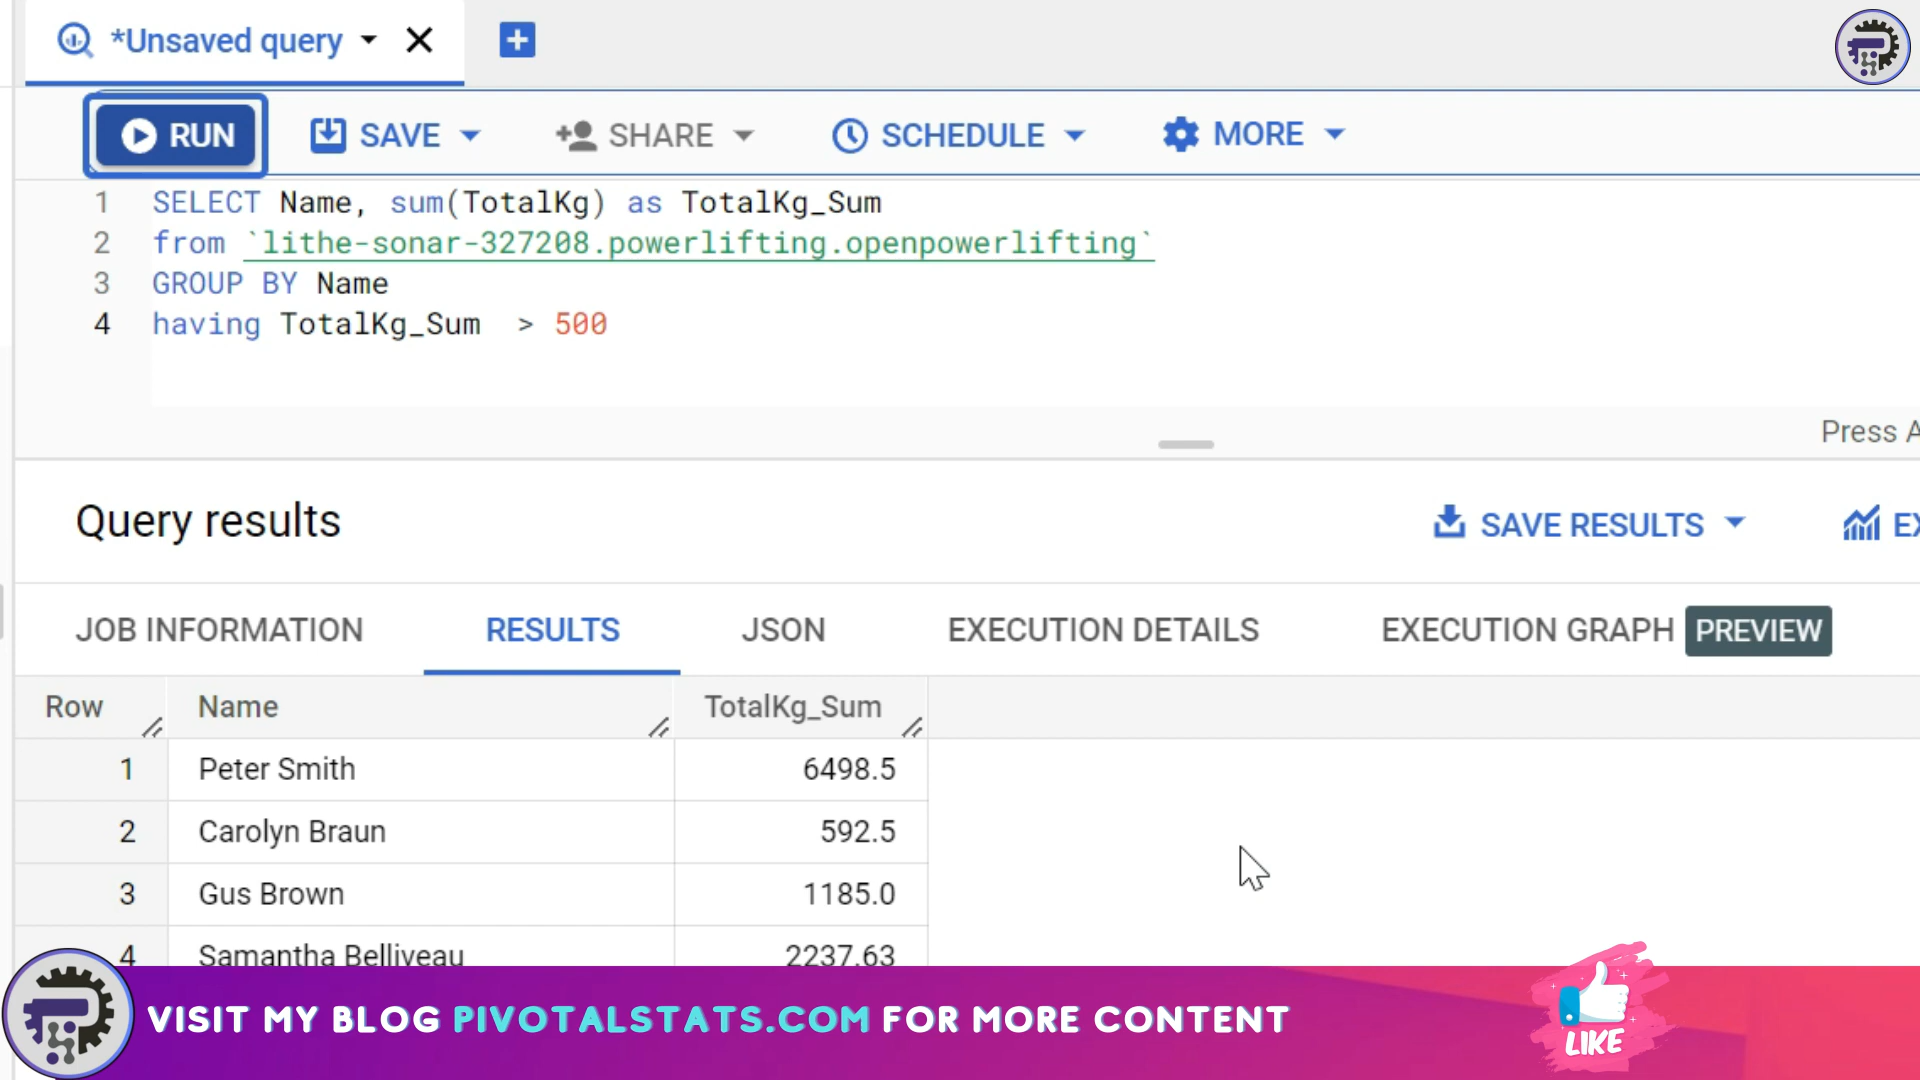 *Unsaved query
RUN SAVE SHARE SCHEDULE MORE
1 SELECT Name, sum(TotalKg) as TotalKg_Sum
2 from `lithe-sonar-327208.powerlifting.openpowerlifting`
3 GROUP BY Name
4 having TotalKg_Sum > 500
Press A
Query results
SAVE RESULTS EX
JOB INFORMATION RESULTS JSON EXECUTION DETAILS EXECUTION GRAPH PREVIEW
Row Name TotalKg_Sum
1 Peter Smith 6498.5
2 Carolyn Braun 592.5
3 Gus Brown 1185.0
4 Samantha Belliveau 2237.63
VISIT MY BLOG PIVOTALSTATS.COM FOR MORE CONTENT
LIKE